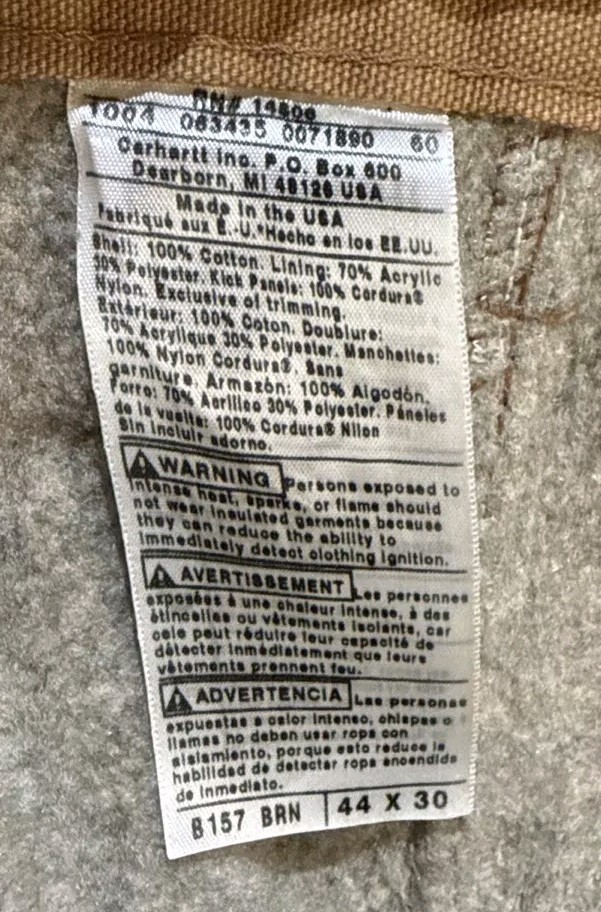 RN# 14806
1004 063435 0071890 60
Carhartt Inc. P.O. Box 600
Dearborn, MI 48126 USA
Made in the USA
Fabriqué aux É.-U.*Hecho en los EE.UU.
Shell: 100% Cotton. Lining: 70% Acrylic
30% Polyester. Kick Panels: 100% Cordura®
Nylon. Exclusive of trimming.
Extérieur: 100% Coton. Doublure:
70% Acrylique 30% Polyester. Manchettes:
100% Nylon Cordura®. Sans
garniture. Armazón: 100% Algodón.
Forro: 70% Acrílico 30% Polyester. Páneles
de la vuelta: 100% Cordura® Nilon
Sin incluir adorno.
WARNING Persons exposed to
intense heat, sparks, or flame should
not wear insulated garments because
they can reduce the ability to
immediately detect clothing ignition.
AVERTISSEMENT Les personnes
exposées à une chaleur intense, à des
étincelles ou vêtements isolants, car
cela peut réduire leur capacité de
détecter inmédiatement que leurs
vêtements prennent feu.
ADVERTENCIA Las personas
expuestas a calor intenso, chispas o
llamas no deben usar ropa con
aislamiento, porque esto reduce la
habilidad de detectar ropa encendida
de inmediato.
B157 BRN 44 X 30